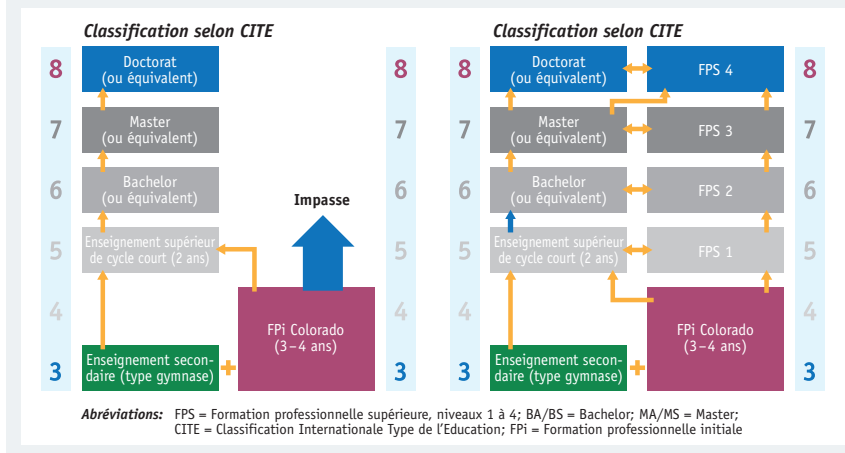 Classification selon CITE
8
7
6
5
4
3
Doctorat
(ou équivalent)
Master
(ou équivalent)
Bachelor
(ou équivalent)
Enseignement supérieur
de cycle court (2 ans)
Enseignement secon-
daire (type gymnase)
+
Impasse
FPi Colorado
(3–4 ans)
8
7
6
5
4
3
Classification selon CITE
8
7
6
5
4
3
Doctorat
(ou équivalent)
Master
(ou équivalent)
Bachelor
(ou équivalent)
Enseignement supérieur
de cycle court (2 ans)
Enseignement secon-
daire (type gymnase)
+
FPS 4
FPS 3
FPS 2
FPS 1
FPi Colorado
(3–4 ans)
8
7
6
5
4
3
Abréviations: FPS = Formation professionnelle supérieure, niveaux 1 à 4; BA/BS = Bachelor; MA/MS = Master;
CITE = Classification Internationale Type de l'Education; FPi = Formation professionnelle initiale